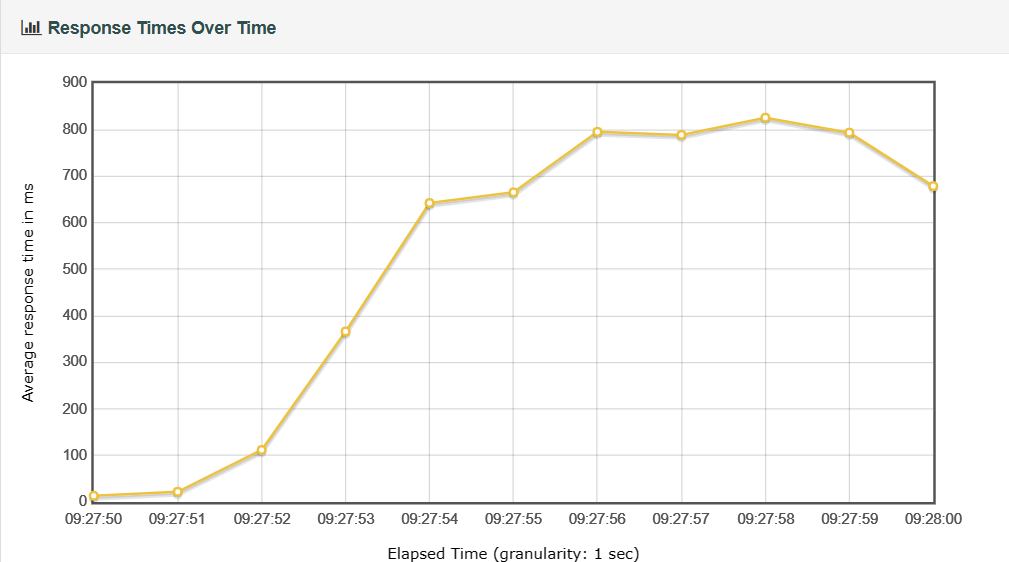 Response Times Over Time
900
800
700
600
500
400
300
200
100
0
Average response time in ms
09:27:50 09:27:51 09:27:52 09:27:53 09:27:54 09:27:55 09:27:56 09:27:57 09:27:58 09:27:59 09:28:00
Elapsed Time (granularity: 1 sec)